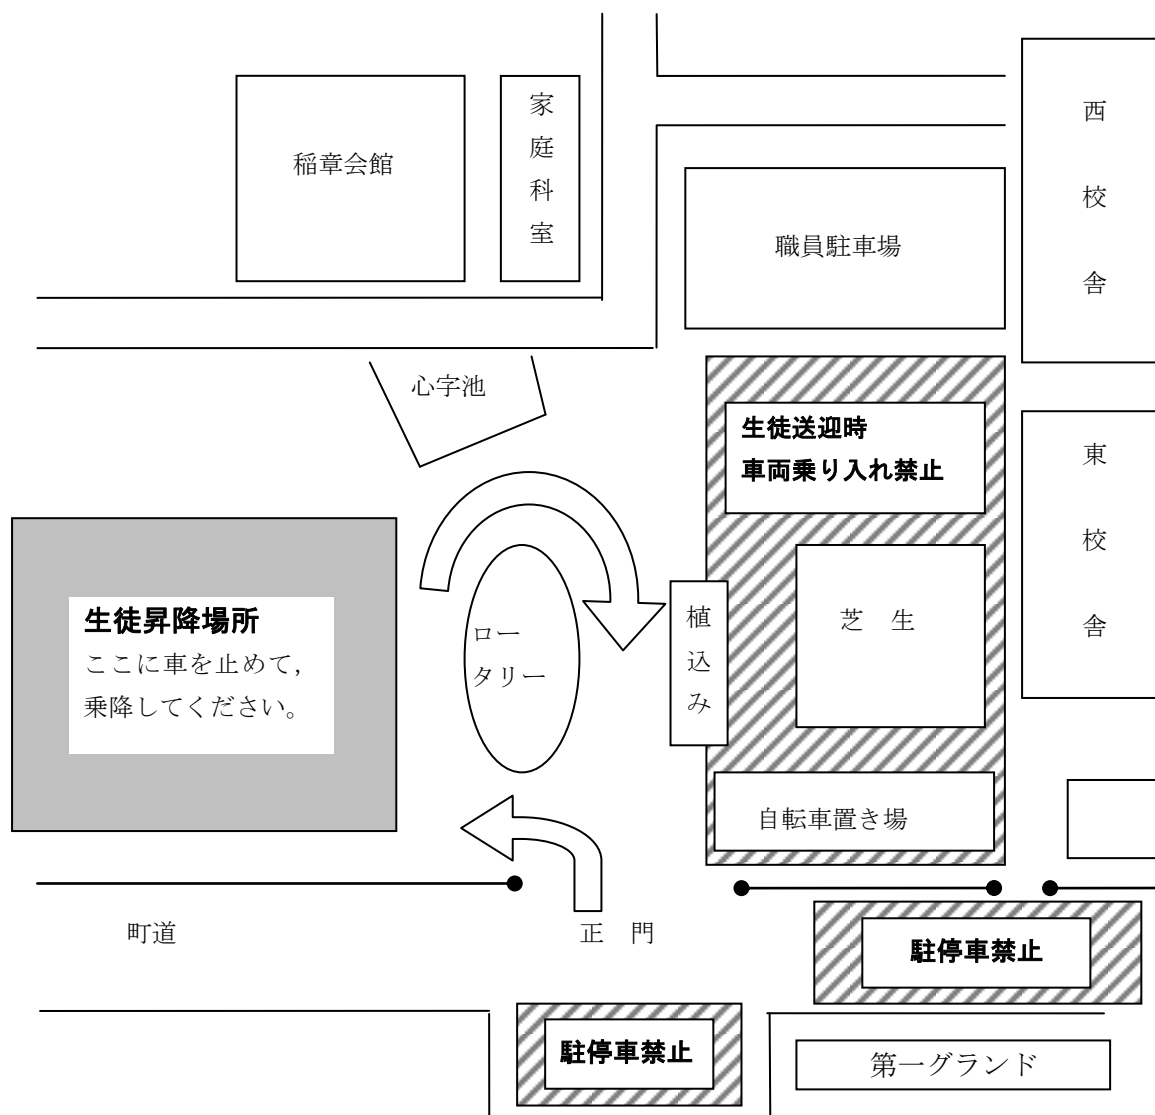 稲章会館
家庭科室
西校舎
職員駐車場
心字池
生徒送迎時
車両乗り入れ禁止
東校舎
生徒昇降場所
ここに車を止めて，
乗降してください。
ロー
タリー
植込み
芝　生
自転車置き場
町道
正　門
駐停車禁止
駐停車禁止
第一グランド